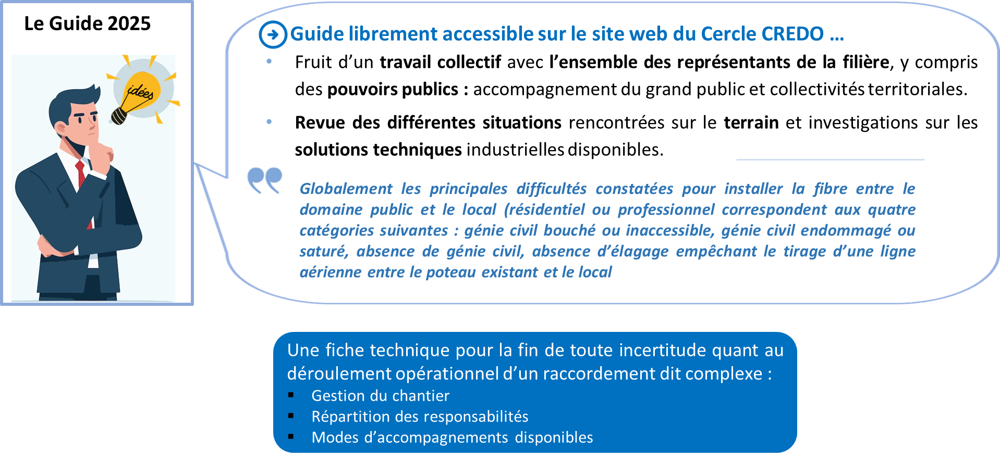 Le Guide 2025
idées
Guide librement accessible sur le site web du Cercle CREDO ...
• Fruit d’un travail collectif avec l’ensemble des représentants de la filière, y compris
des pouvoirs publics : accompagnement du grand public et collectivités territoriales.
• Revue des différentes situations rencontrées sur le terrain et investigations sur les
solutions techniques industrielles disponibles.
Globalement les principales difficultés constatées pour installer la fibre entre le
domaine public et le local (résidentiel ou professionnel correspondent aux quatre
catégories suivantes : génie civil bouché ou inaccessible, génie civil endommagé ou
saturé, absence de génie civil, absence d’élagage empêchant le tirage d’une ligne
aérienne entre le poteau existant et le local
Une fiche technique pour la fin de toute incertitude quant au
déroulement opérationnel d’un raccordement dit complexe :
▪ Gestion du chantier
▪ Répartition des responsabilités
▪ Modes d’accompagnements disponibles